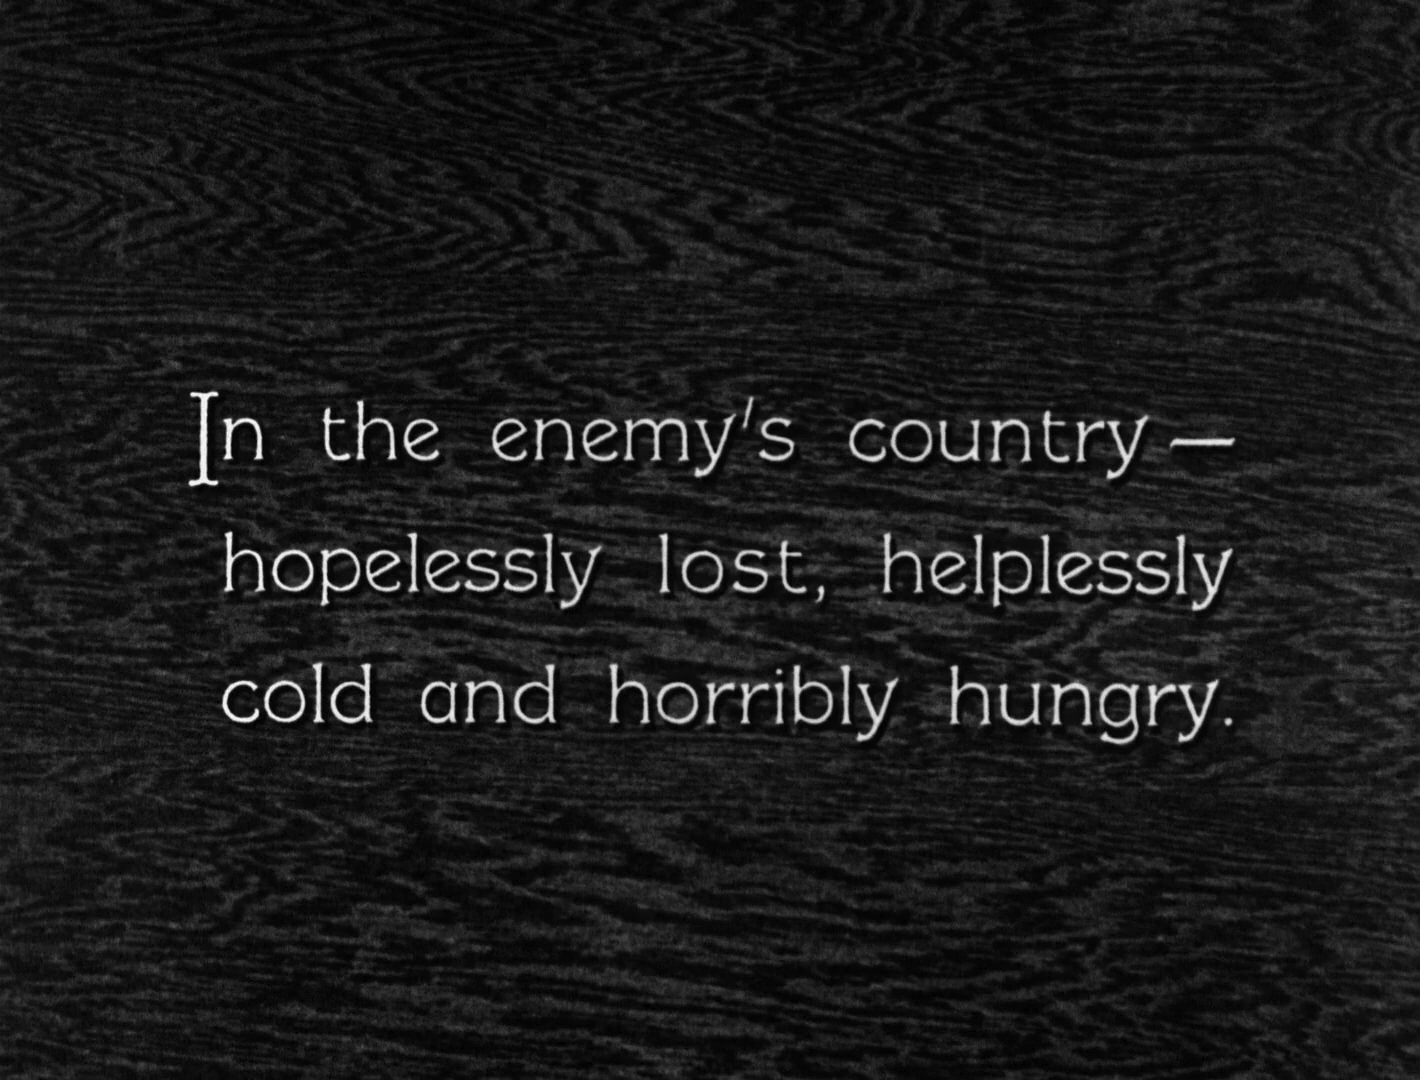 In the enemy's country —
hopelessly lost, helplessly
cold and horribly hungry.